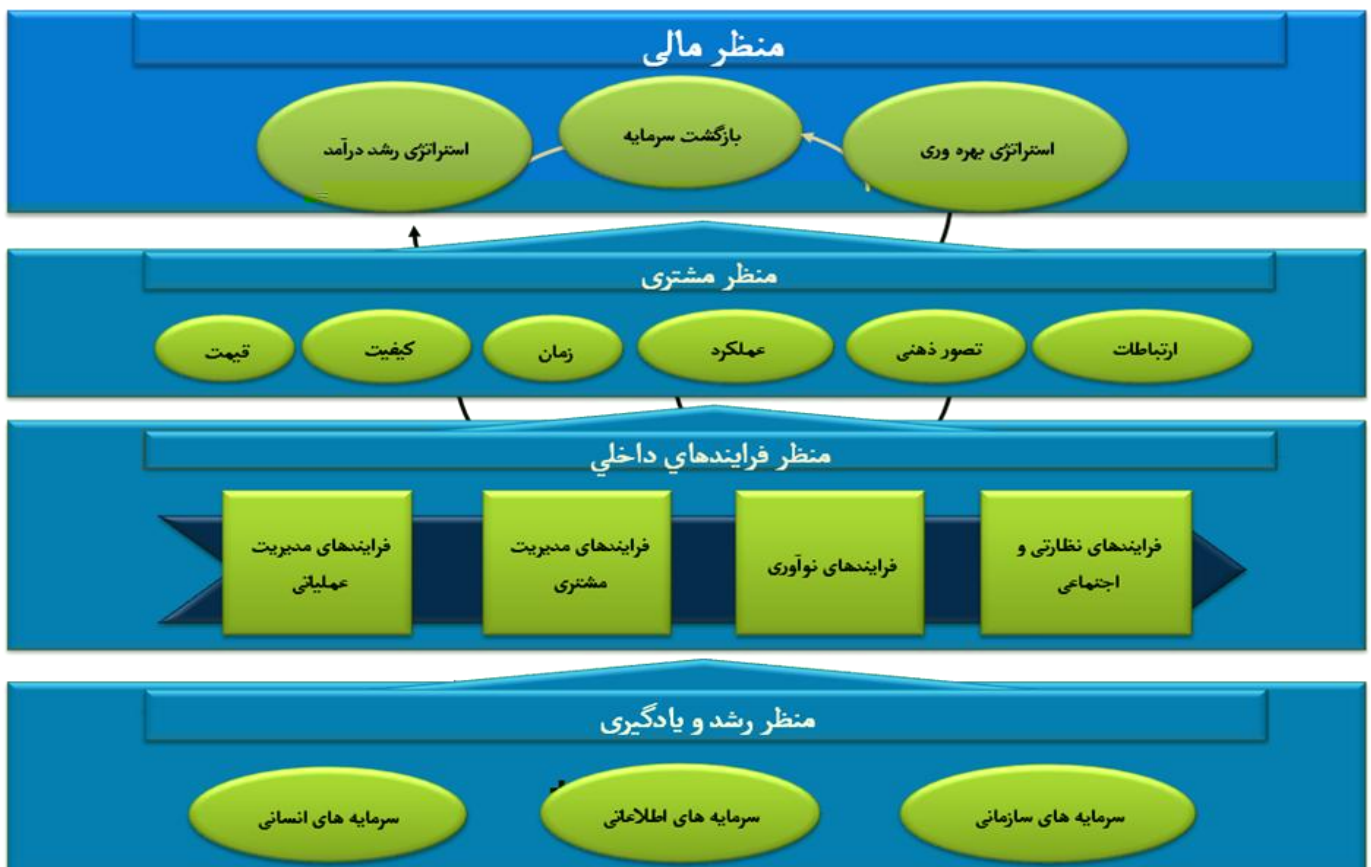 منظر مالی
استراتژی بهره وری
بازگشت سرمایه
استراتژی رشد درآمد
منظر مشتری
ارتباطات
تصور ذهنی
عملکرد
زمان
کیفیت
قیمت
منظر فرایندهاي داخلي
فرایندهای نظارتی و
اجتماعی
فرایندهای نوآوری
فرایندهای مدیریت
مشتری
فرایندهای مدیریت
عملیاتی
منظر رشد و یادگیری
سرمایه های سازمانی
سرمایه های اطلاعاتی
سرمایه های انسانی